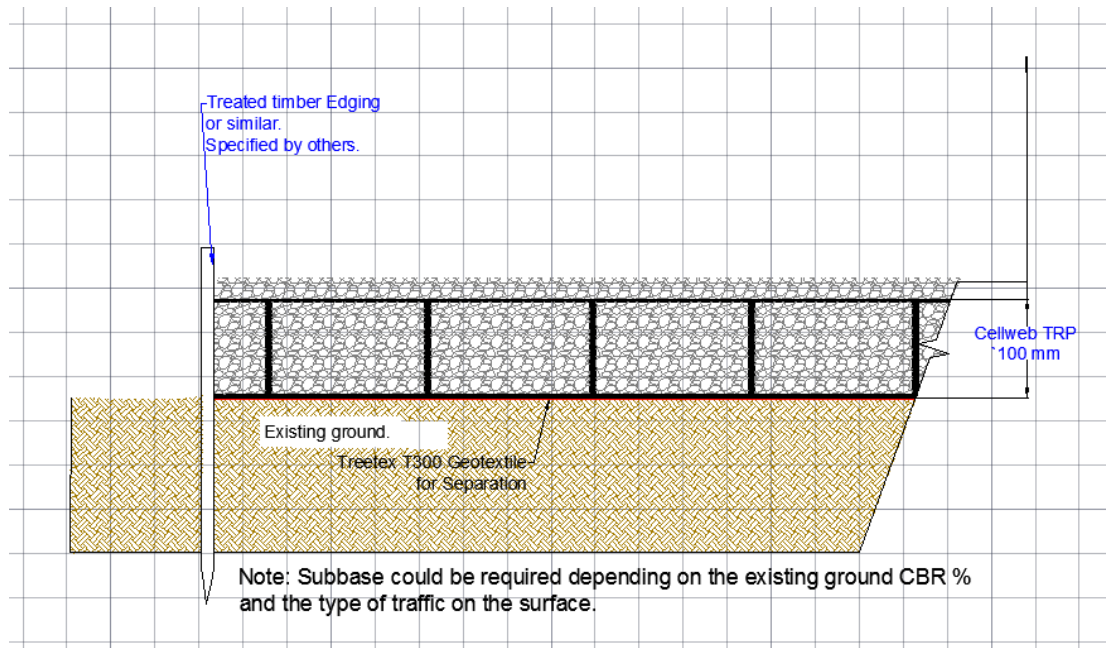 Treated timber Edging
or similar.
Specified by others.
Cellweb TRP
`100 mm
Existing ground.
Treetex T300 Geotextile
for Separation
Note: Subbase could be required depending on the existing ground CBR %
and the type of traffic on the surface.